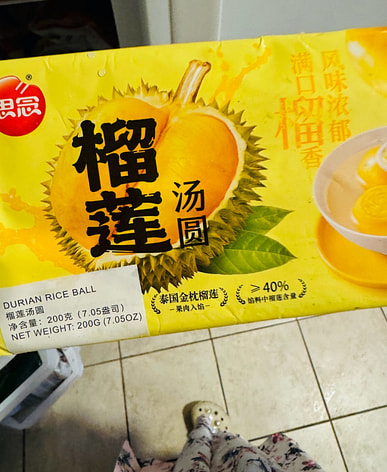 思念®
榴莲
汤圆
风味浓郁
满口榴香
泰国金枕榴莲
果肉入馅
≥40%
馅料中榴莲含量
DURIAN RICE BALL
榴莲汤圆
净含量：200克（7.05盎司）
NET WEIGHT: 200G (7.05OZ)